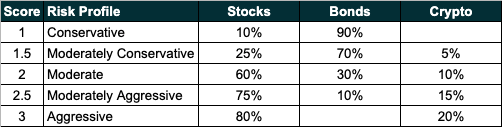 Score Risk Profile Stocks Bonds Crypto
1 Conservative 10% 90%
1.5 Moderately Conservative 25% 70% 5%
2 Moderate 60% 30% 10%
2.5 Moderately Aggressive 75% 10% 15%
3 Aggressive 80% 20%